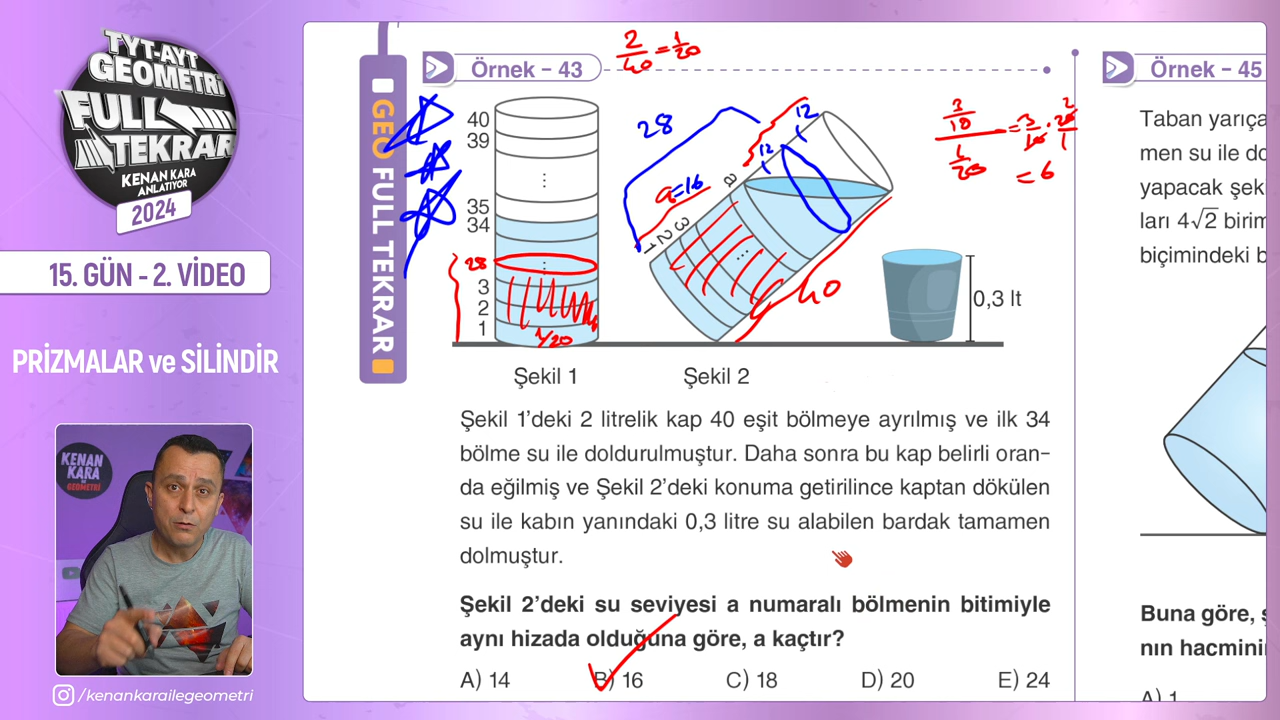 TYT-AYT
GEOMETRİ
FULL
TEKRAR
KENAN KARA
ANLATIYOR
2024
15. GÜN - 2. VİDEO
PRİZMALAR ve SİLİNDİR
KENAN
KARA
ile
GEOMETRİ
/kenankarailegeometri
GEO FULL TEKRAR
Örnek – 43
2/40 = 1/20
40
39
35
34
28
3
2
1
1/20
28
12
12
a=16
a
3
2
1
40
3/10
1/20
= 3/10 · 20/1
= 6
2
0,3 lt
Şekil 1
Şekil 2
Şekil 1’deki 2 litrelik kap 40 eşit bölmeye ayrılmış ve ilk 34
bölme su ile doldurulmuştur. Daha sonra bu kap belirli oran-
da eğilmiş ve Şekil 2’deki konuma getirilince kaptan dökülen
su ile kabın yanındaki 0,3 litre su alabilen bardak tamamen
dolmuştur.
Şekil 2’deki su seviyesi a numaralı bölmenin bitimiyle
aynı hizada olduğuna göre, a kaçtır?
A) 14
B) 16
C) 18
D) 20
E) 24
Örnek – 45
Taban yarıça
men su ile do
yapacak şek
ları 4√2 birim
biçimindeki b
Buna göre, ş
nın hacmini
A) 1